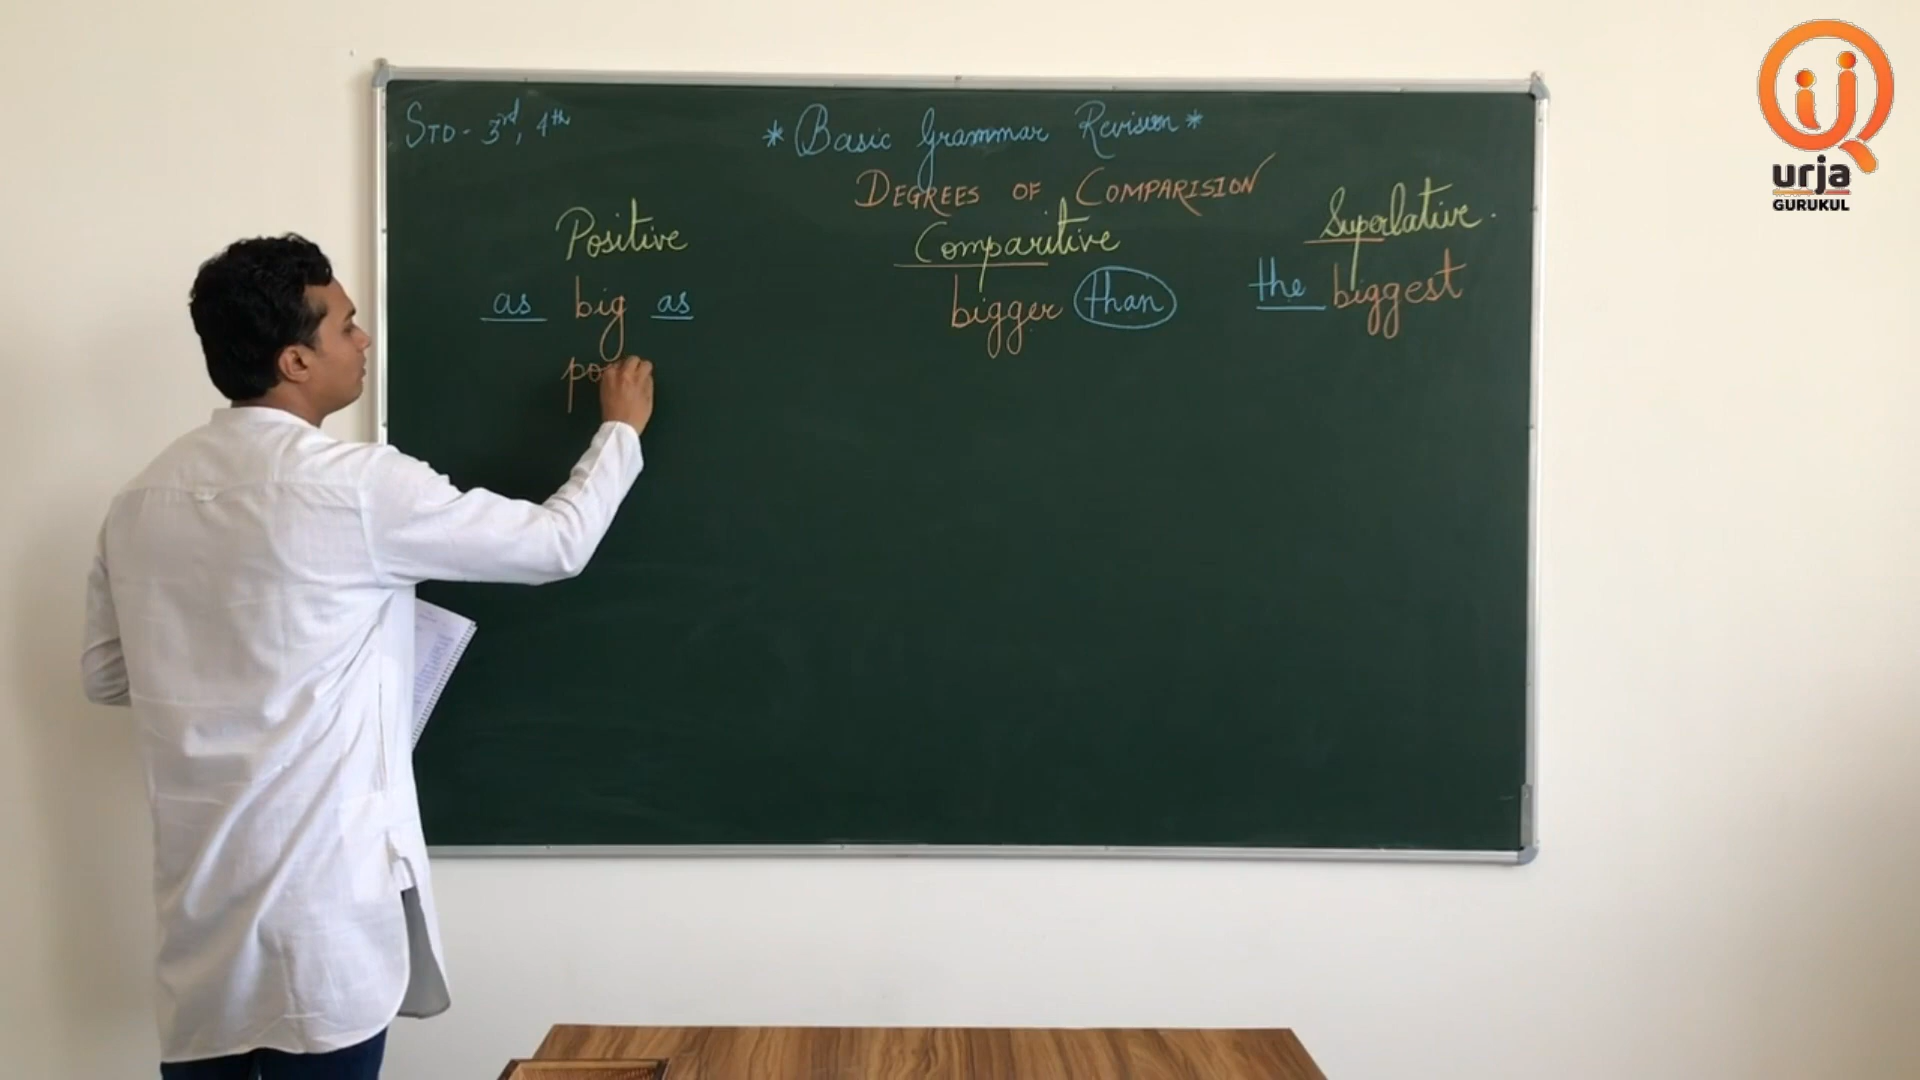 STD - 3rd, 4th
* Basic Grammar Revision *
DEGREES OF COMPARISION
Positive Comparitive Superlative.
as big as bigger than the biggest
urja
GURUKUL